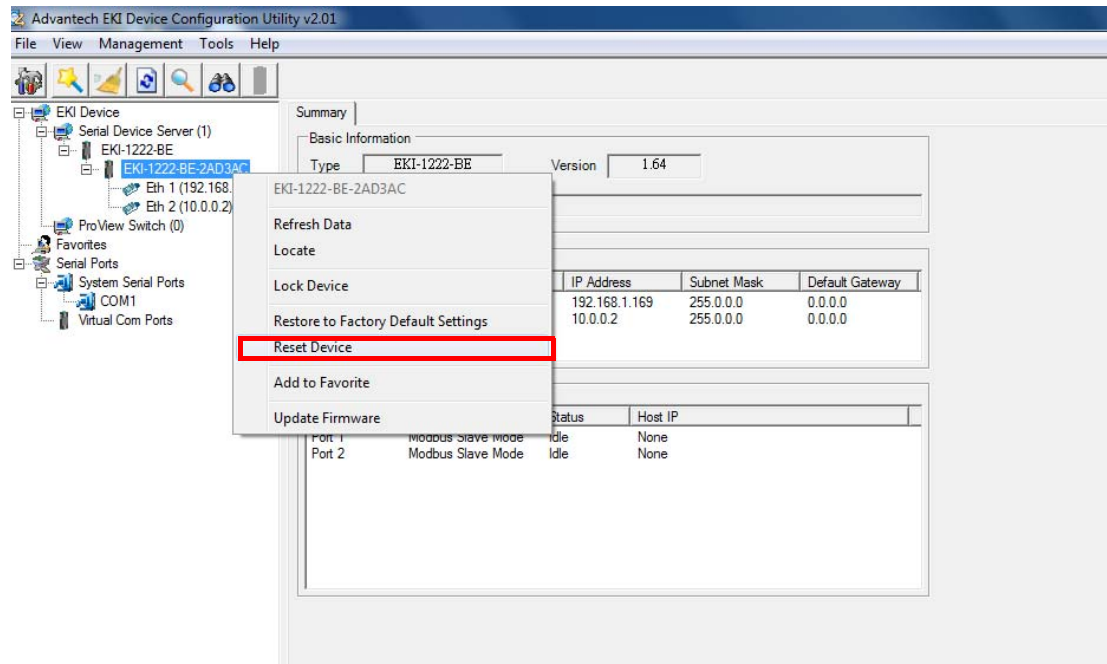 Advantech EKI Device Configuration Utility v2.01
File View Management Tools Help
EKI Device
Serial Device Server (1)
EKI-1222-BE
EKI-1222-BE-2AD3AC
Eth 1 (192.168.
Eth 2 (10.0.0.2)
ProView Switch (0)
Favorites
Serial Ports
System Serial Ports
COM1
Virtual Com Ports
Summary
Basic Information
Type EKI-1222-BE Version 1.64
EKI-1222-BE-2AD3AC
Refresh Data
Locate
Lock Device
Restore to Factory Default Settings
Reset Device
Add to Favorite
Update Firmware
IP Address Subnet Mask Default Gateway
192.168.1.169 255.0.0.0 0.0.0.0
10.0.0.2 255.0.0.0 0.0.0.0
Status Host IP
Port 1 Modbus Slave Mode Idle None
Port 2 Modbus Slave Mode Idle None